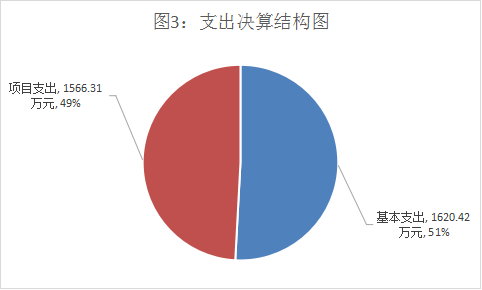 图3：支出决算结构图
项目支出, 1566.31
万元, 49%
基本支出, 1620.42
万元, 51%